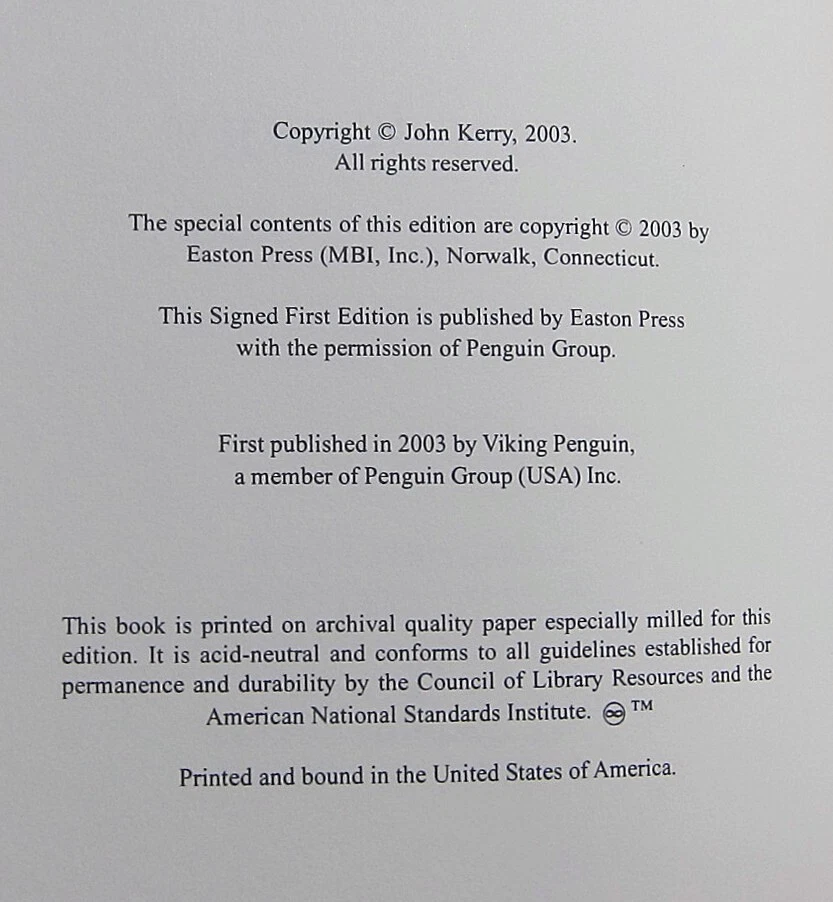 Copyright © John Kerry, 2003.
All rights reserved.
The special contents of this edition are copyright © 2003 by
Easton Press (MBI, Inc.), Norwalk, Connecticut.
This Signed First Edition is published by Easton Press
with the permission of Penguin Group.
First published in 2003 by Viking Penguin,
a member of Penguin Group (USA) Inc.
This book is printed on archival quality paper especially milled for this
edition. It is acid-neutral and conforms to all guidelines established for
permanence and durability by the Council of Library Resources and the
American National Standards Institute. ♾ ™
Printed and bound in the United States of America.